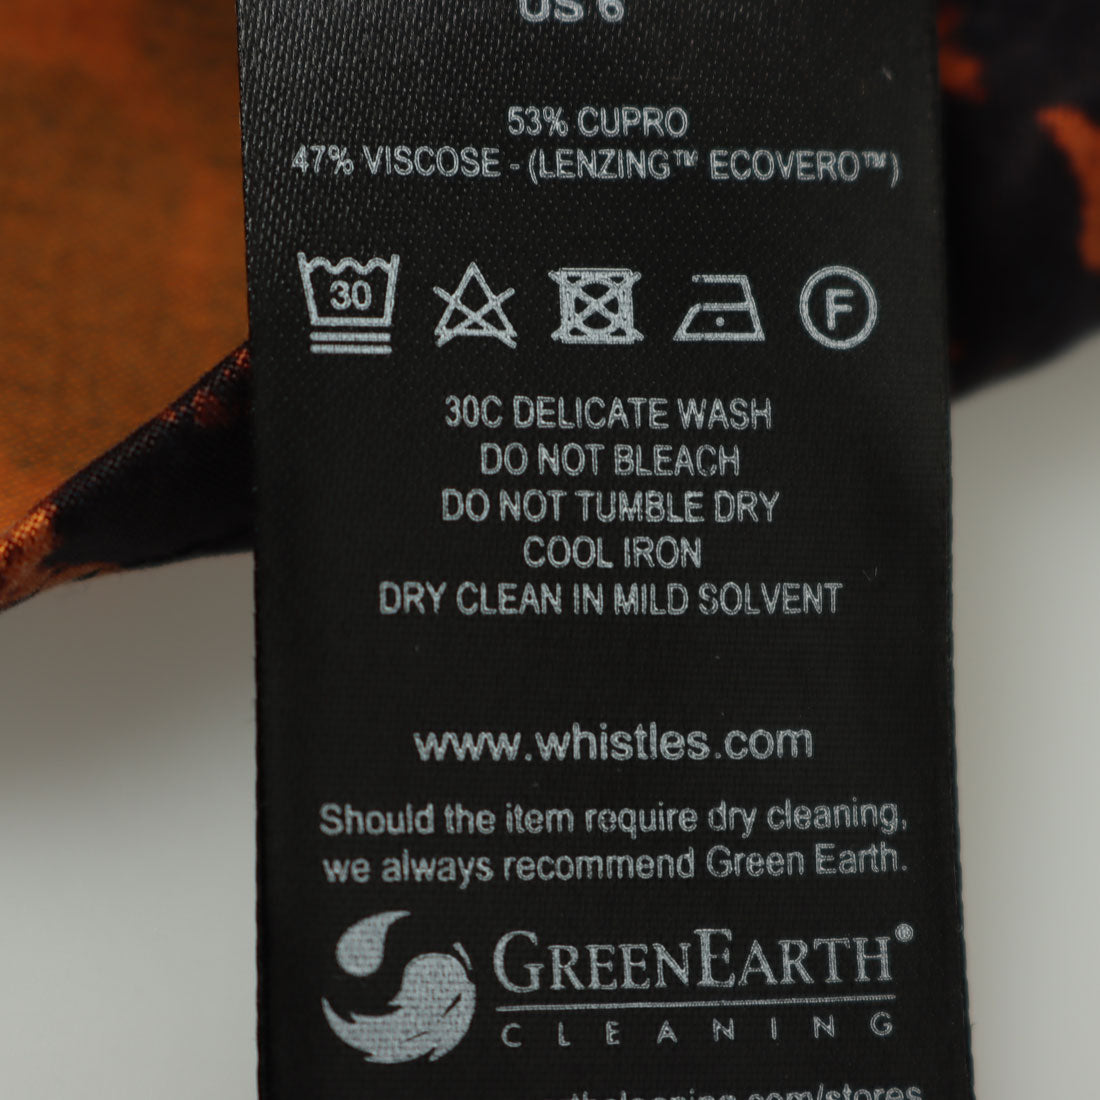 US 6
53% CUPRO
47% VISCOSE - (LENZING™ ECOVERO™)
30
F
30C DELICATE WASH
DO NOT BLEACH
DO NOT TUMBLE DRY
COOL IRON
DRY CLEAN IN MILD SOLVENT
www.whistles.com
Should the item require dry cleaning,
we always recommend Green Earth.
GREENEARTH®
CLEANING